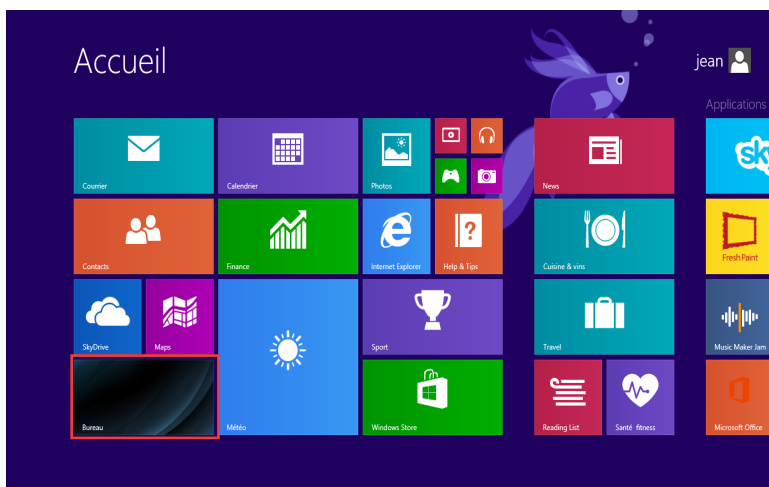 Accueil
jean
Applications
Courrier
Calendrier
Photos
News
Sky
Contacts
Finance
Internet Explorer
Help & Tips
Cuisine & vins
Fresh Paint
SkyDrive
Maps
Sport
Travel
Music Maker Jam
Bureau
Météo
Windows Store
Reading List
Santé fitness
Microsoft Office